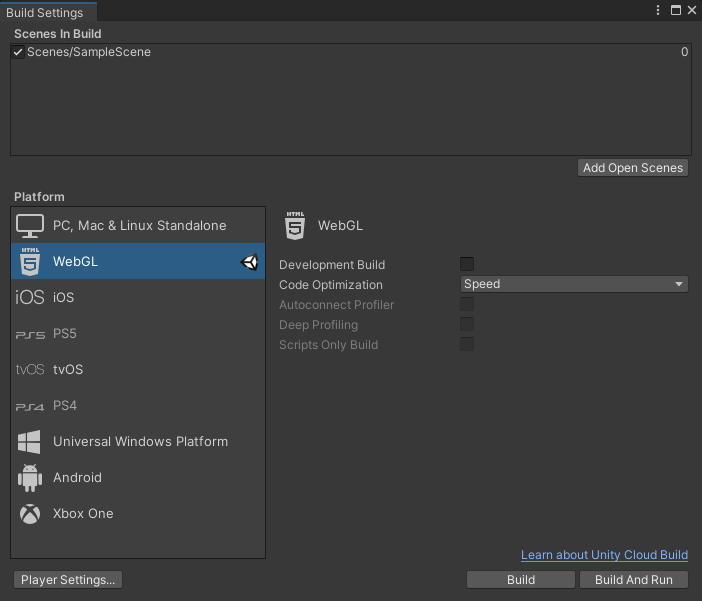 Build Settings
Scenes In Build
Scenes/SampleScene 0
Add Open Scenes
Platform
PC, Mac & Linux Standalone
HTML 5 WebGL
iOS iOS
PS5 PS5
tvOS tvOS
PS4 PS4
Universal Windows Platform
Android
Xbox One
HTML 5 WebGL
Development Build
Code Optimization Speed
Autoconnect Profiler
Deep Profiling
Scripts Only Build
Learn about Unity Cloud Build
Player Settings... Build Build And Run